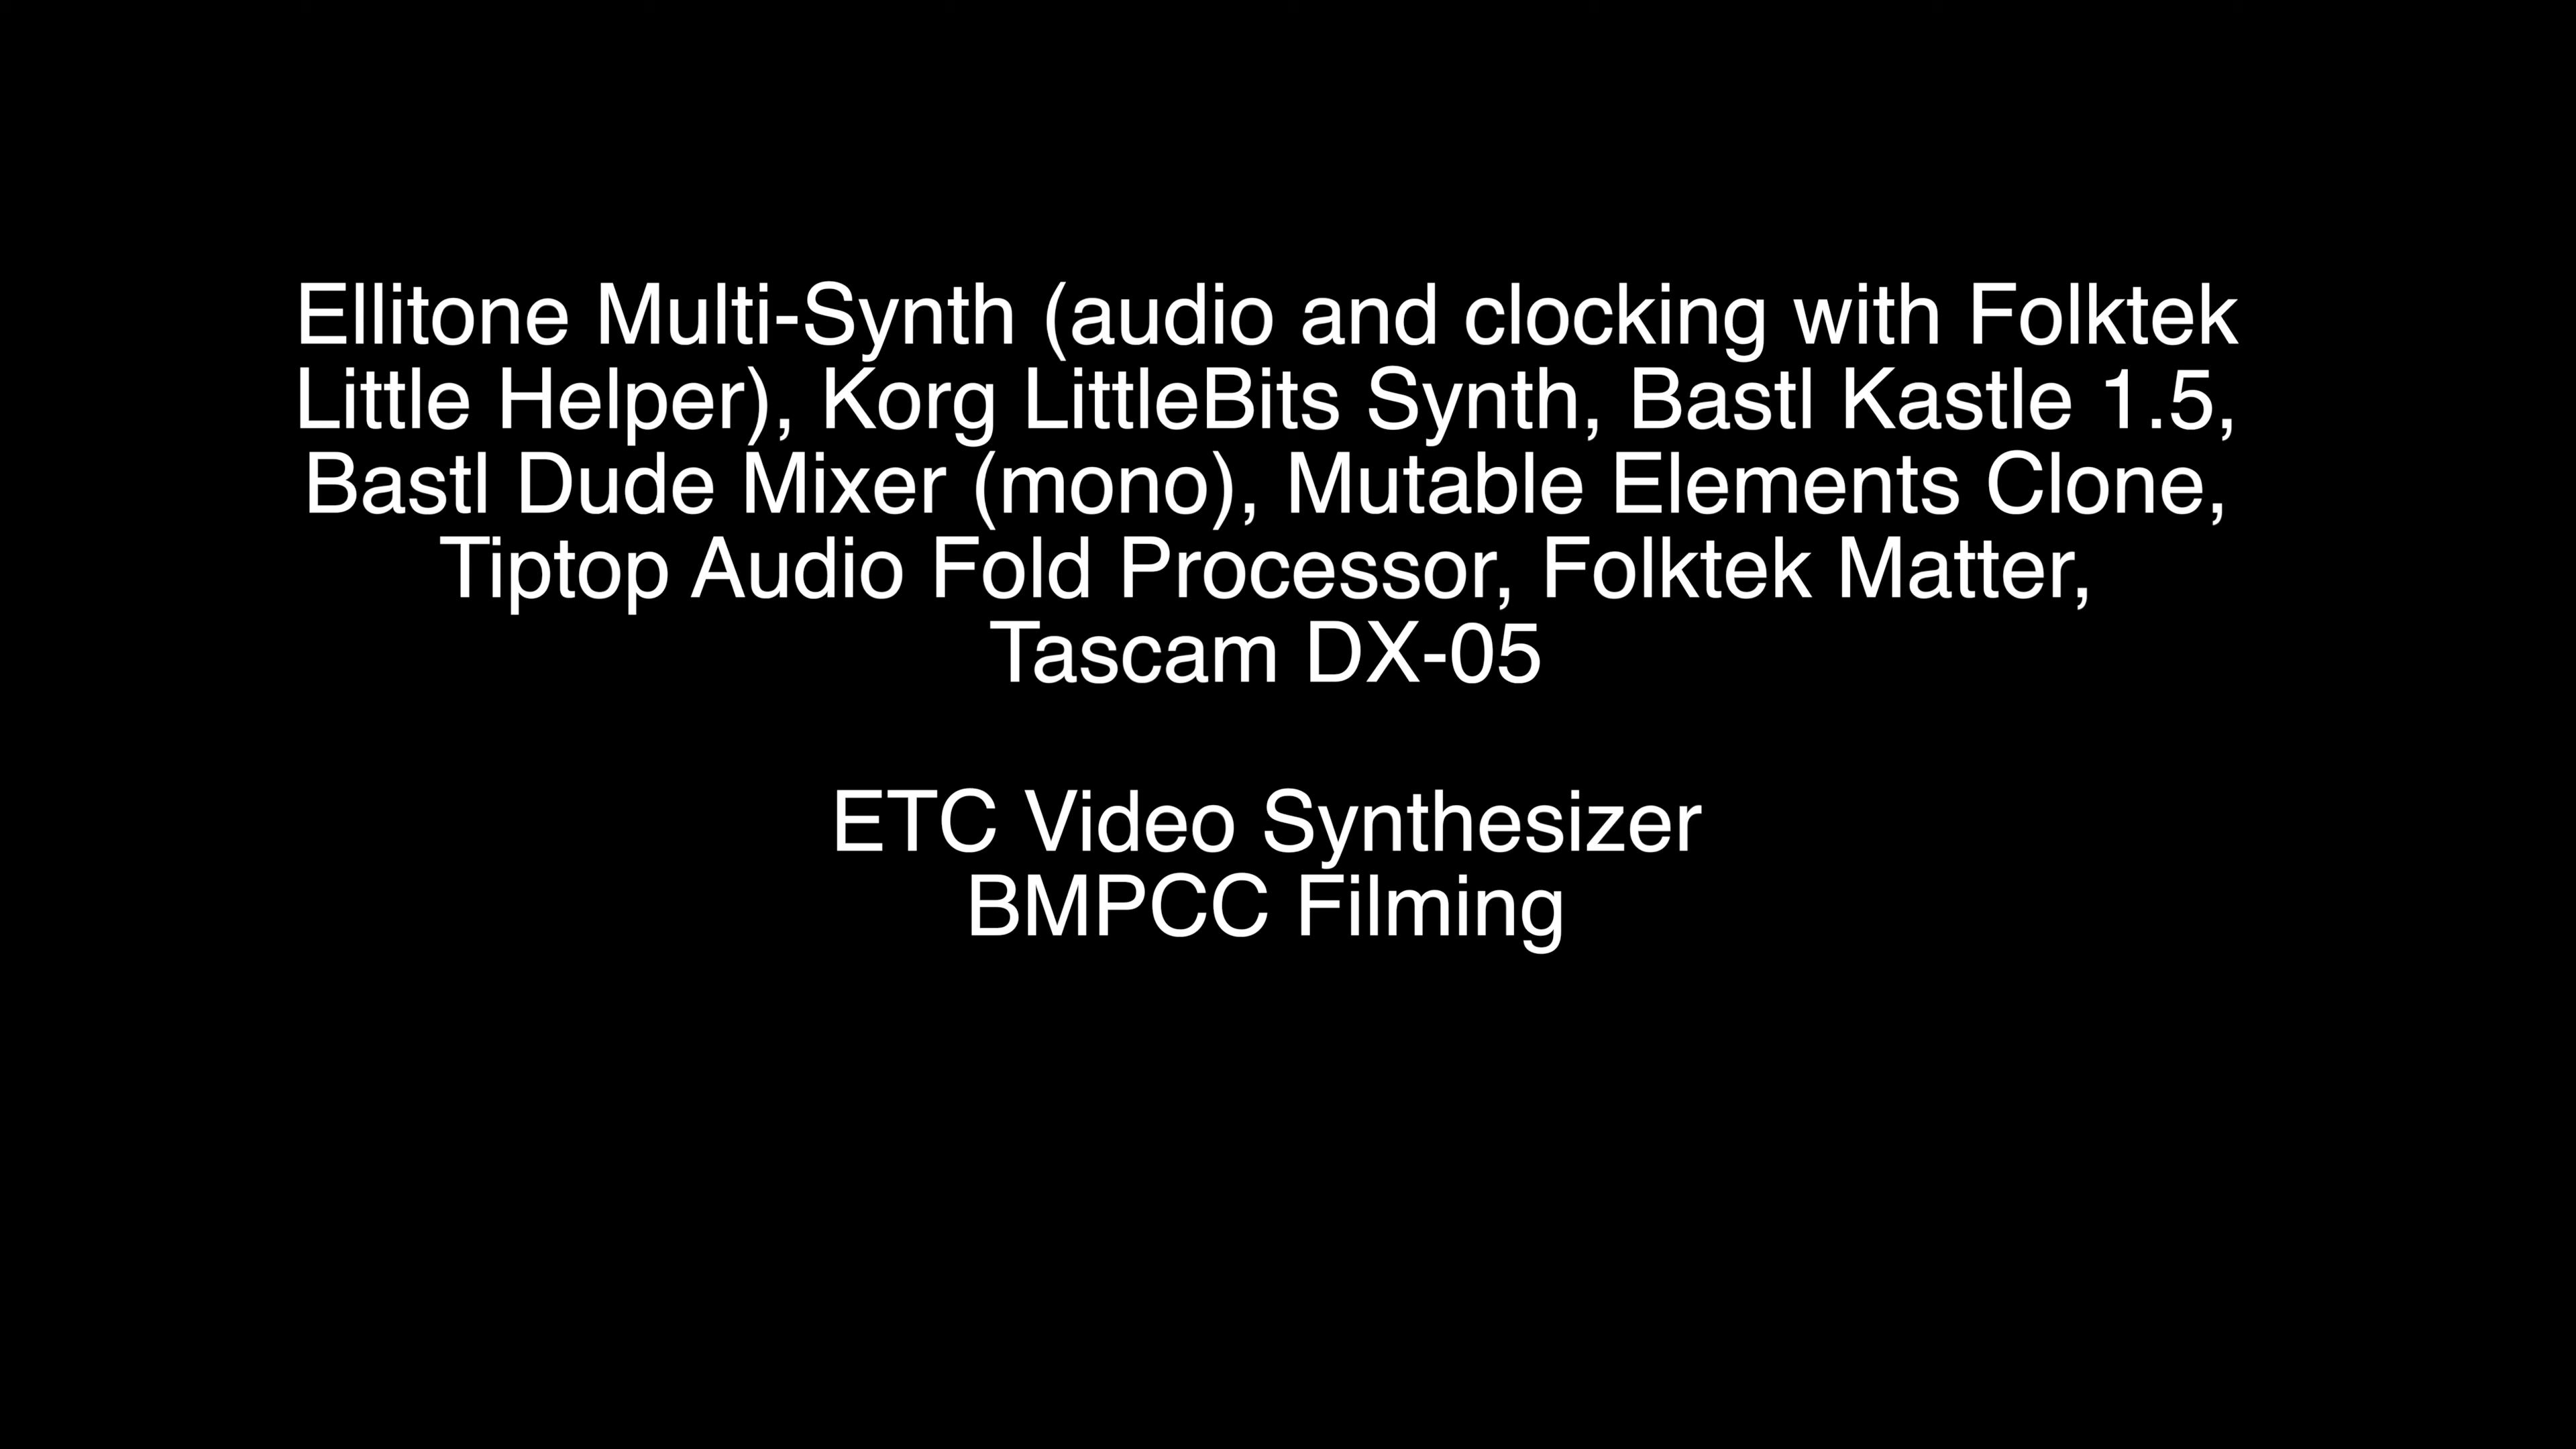 Ellitone Multi-Synth (audio and clocking with Folktek
Little Helper), Korg LittleBits Synth, Bastl Kastle 1.5,
Bastl Dude Mixer (mono), Mutable Elements Clone,
Tiptop Audio Fold Processor, Folktek Matter,
Tascam DX-05
ETC Video Synthesizer
BMPCC Filming